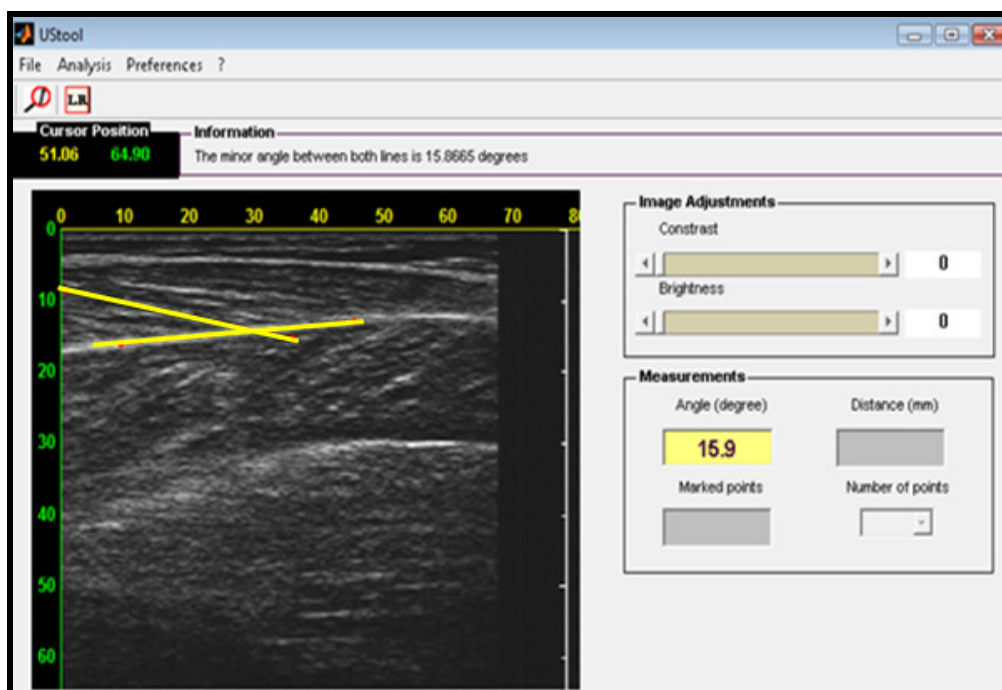 UStool
File Analysis Preferences ?
L.R
Cursor Position
51.06 64.90
Information
The minor angle between both lines is 15.8665 degrees
0 10 20 30 40 50 60 70 80
0
10
20
30
40
50
60
Image Adjustments
Constrast
0
Brightness
0
Measurements
Angle (degree) Distance (mm)
15.9
Marked points Number of points